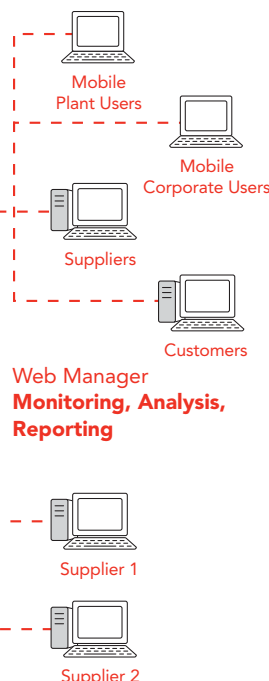 Mobile
Plant Users
Mobile
Corporate Users
Suppliers
Customers
Web Manager
Monitoring, Analysis,
Reporting
Supplier 1
Supplier 2